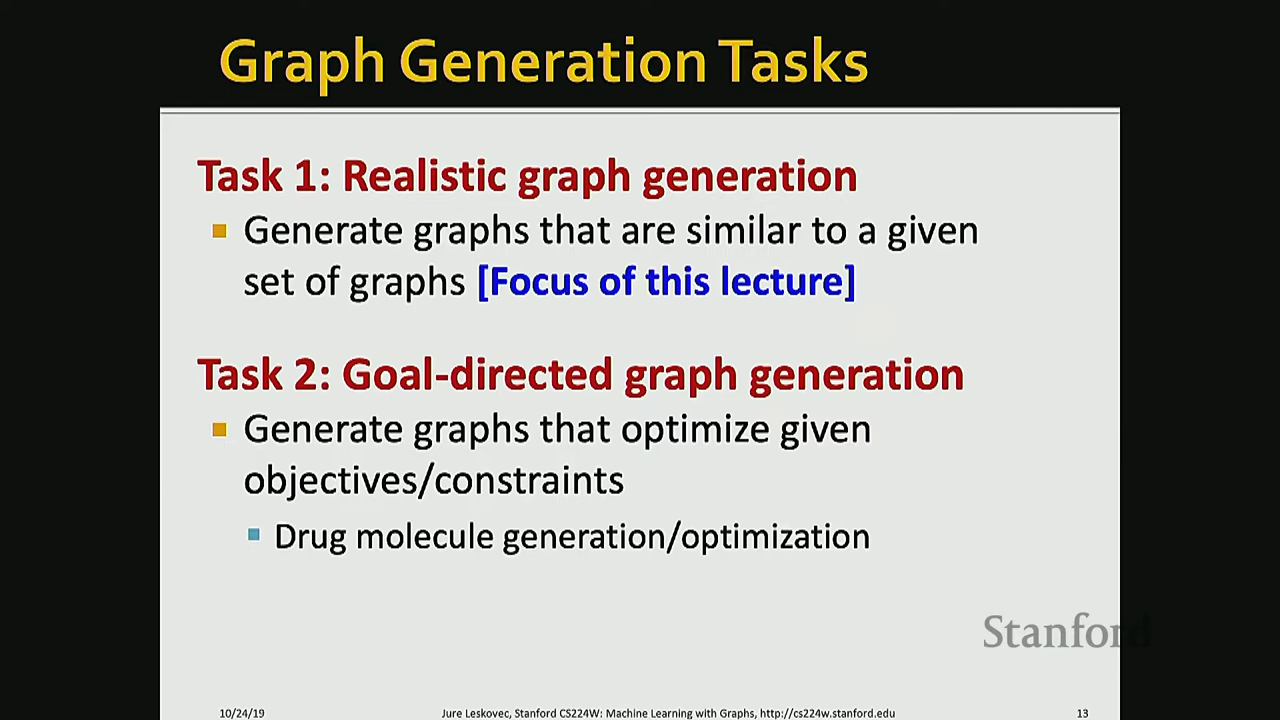 Graph Generation Tasks
Task 1: Realistic graph generation
Generate graphs that are similar to a given
set of graphs [Focus of this lecture]
Task 2: Goal-directed graph generation
Generate graphs that optimize given
objectives/constraints
Drug molecule generation/optimization
Stanford
10/24/19 Jure Leskovec, Stanford CS224W: Machine Learning with Graphs, http://cs224w.stanford.edu 13